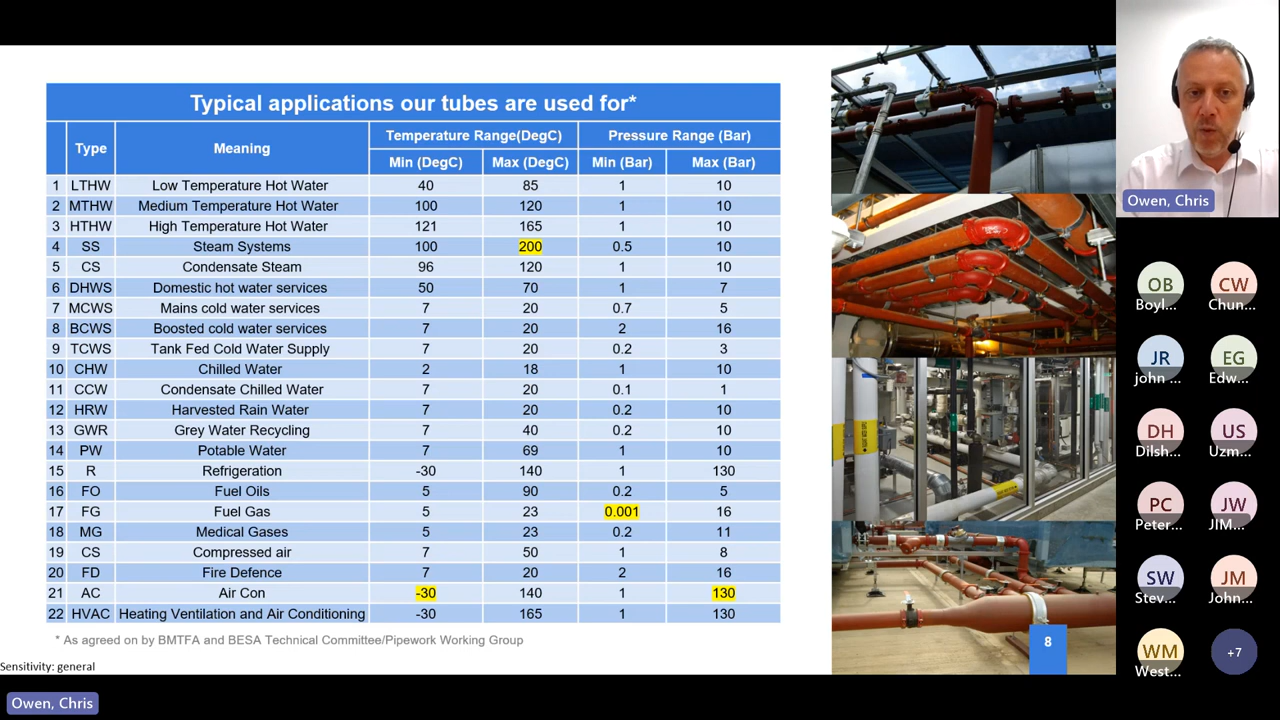 Typical applications our tubes are used for*
Type Meaning Temperature Range(DegC) Pressure Range (Bar)
Min (DegC) Max (DegC) Min (Bar) Max (Bar)
1 LTHW Low Temperature Hot Water 40 85 1 10
2 MTHW Medium Temperature Hot Water 100 120 1 10
3 HTHW High Temperature Hot Water 121 165 1 10
4 SS Steam Systems 100 200 0.5 10
5 CS Condensate Steam 96 120 1 10
6 DHWS Domestic hot water services 50 70 1 7
7 MCWS Mains cold water services 7 20 0.7 5
8 BCWS Boosted cold water services 7 20 2 16
9 TCWS Tank Fed Cold Water Supply 7 20 0.2 3
10 CHW Chilled Water 2 18 1 10
11 CCW Condensate Chilled Water 7 20 0.1 1
12 HRW Harvested Rain Water 7 20 0.2 10
13 GWR Grey Water Recycling 7 40 0.2 10
14 PW Potable Water 7 69 1 10
15 R Refrigeration -30 140 1 130
16 FO Fuel Oils 5 90 0.2 5
17 FG Fuel Gas 5 23 0.001 16
18 MG Medical Gases 5 23 0.2 11
19 CS Compressed air 7 50 1 8
20 FD Fire Defence 7 20 2 16
21 AC Air Con -30 140 1 130
22 HVAC Heating Ventilation and Air Conditioning -30 165 1 130
* As agreed on by BMTFA and BESA Technical Committee/Pipework Working Group
8
Sensitivity: general
Owen, Chris
Owen, Chris
OB CW
Boyl... Chun...
JR EG
john ... Edw...
DH US
Dilsh... Uzm...
PC JW
Peter... JIM...
SW JM
Stev... John...
WM +7
West...